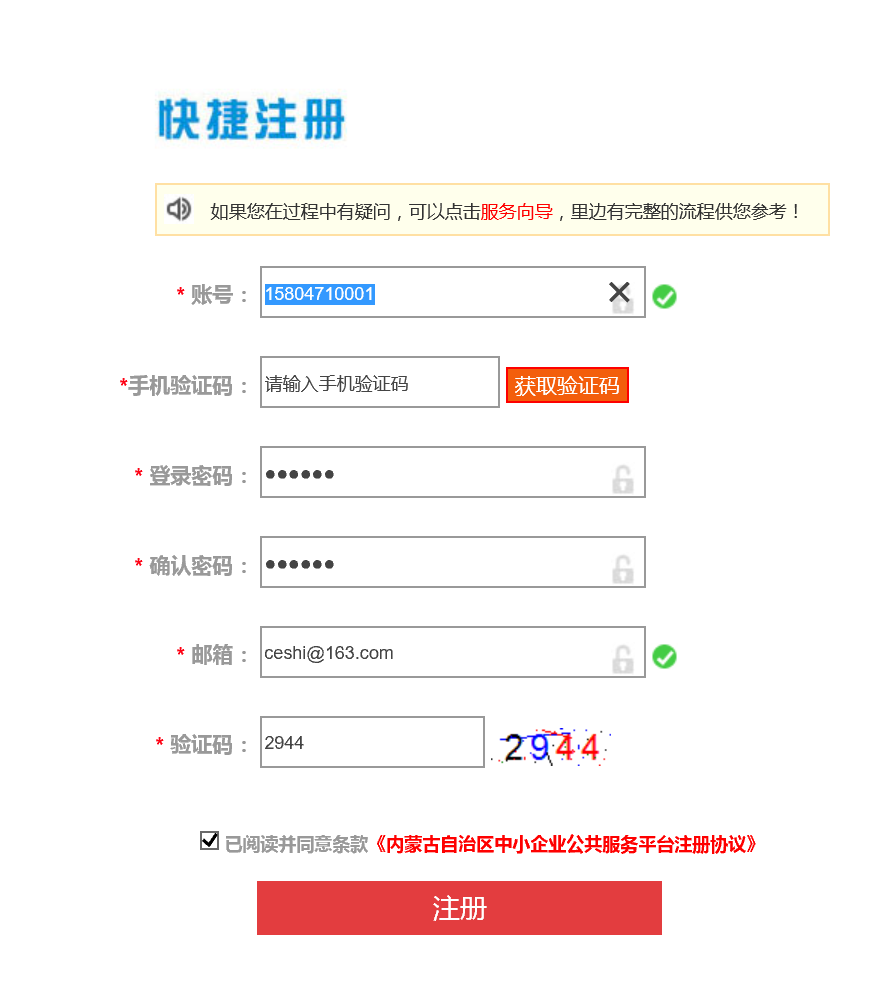 快捷注册
如果您在过程中有疑问，可以点击服务向导，里边有完整的流程供您参考！
* 账号： 15804710001
*手机验证码： 请输入手机验证码 获取验证码
* 登录密码： ●●●●●●
* 确认密码： ●●●●●●
* 邮箱： ceshi@163.com
* 验证码： 2944 2944
已阅读并同意条款《内蒙古自治区中小企业公共服务平台注册协议》
注册